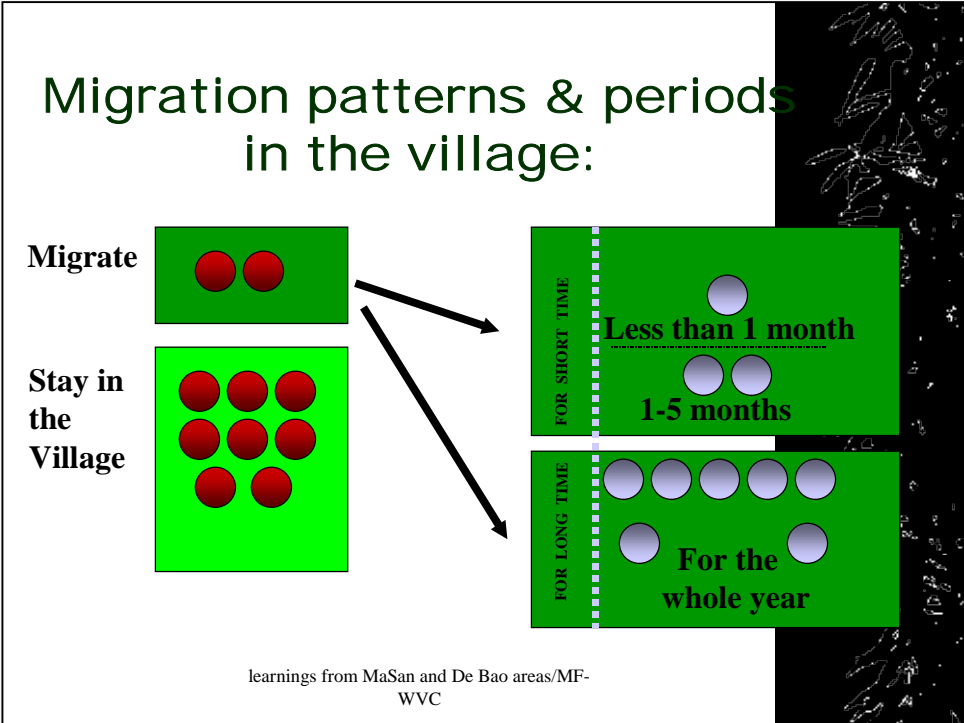 Migration patterns & periods
in the village:
Migrate
Stay in
the
Village
FOR SHORT TIME
Less than 1 month
1-5 months
FOR LONG TIME
For the
whole year
learnings from MaSan and De Bao areas/MF-
WVC